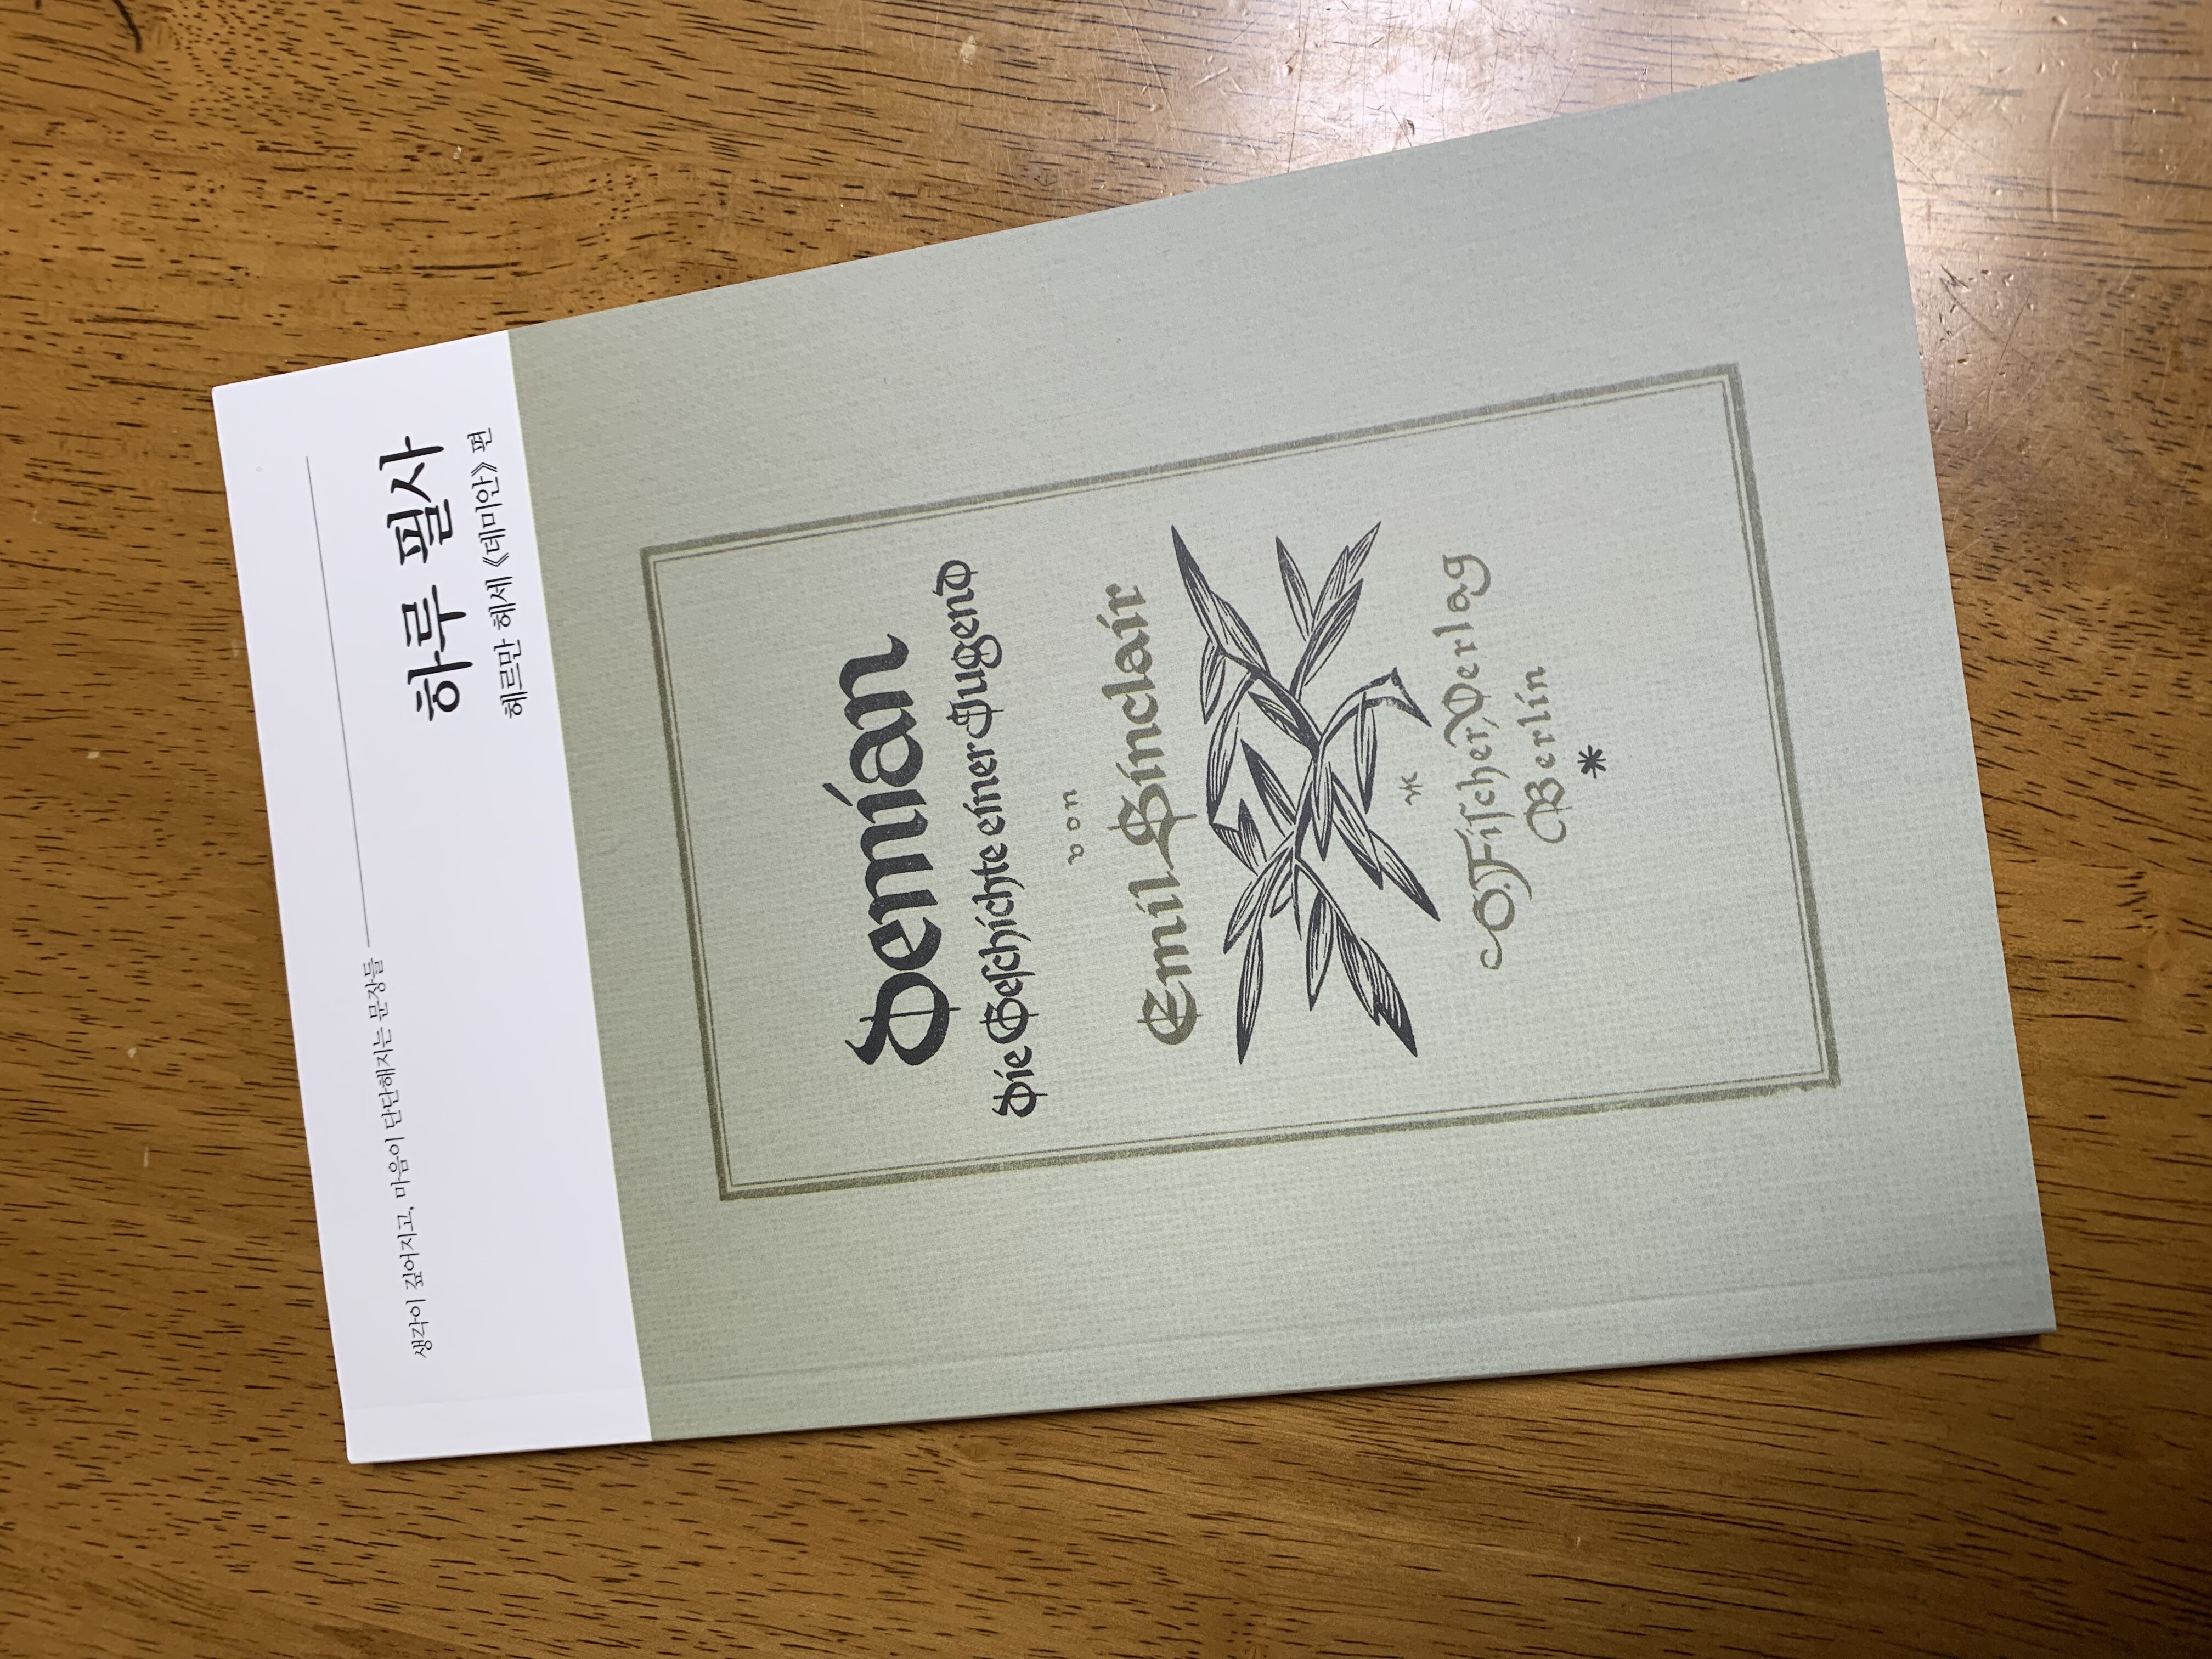 생각이 깊어지고, 마음이 단단해지는 문장들
하루 필사
헤르만 헤세 《데미안》 편
Demian
Die Geſchichte einer Jugend
von
Emil Sinclair
S. Fiſcher, Verlag
Berlin
*